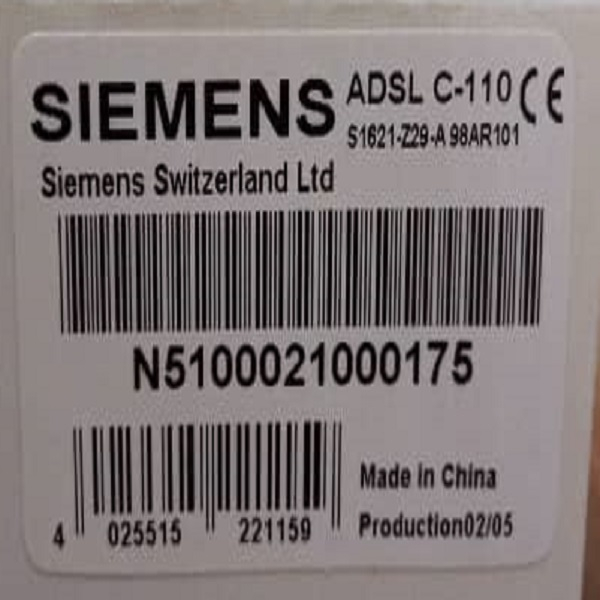 SIEMENS ADSL C-110 CE
S1621-Z29-A 98AR101
Siemens Switzerland Ltd
N5100021000175
Made in China
4 025515 221159 Production02/05